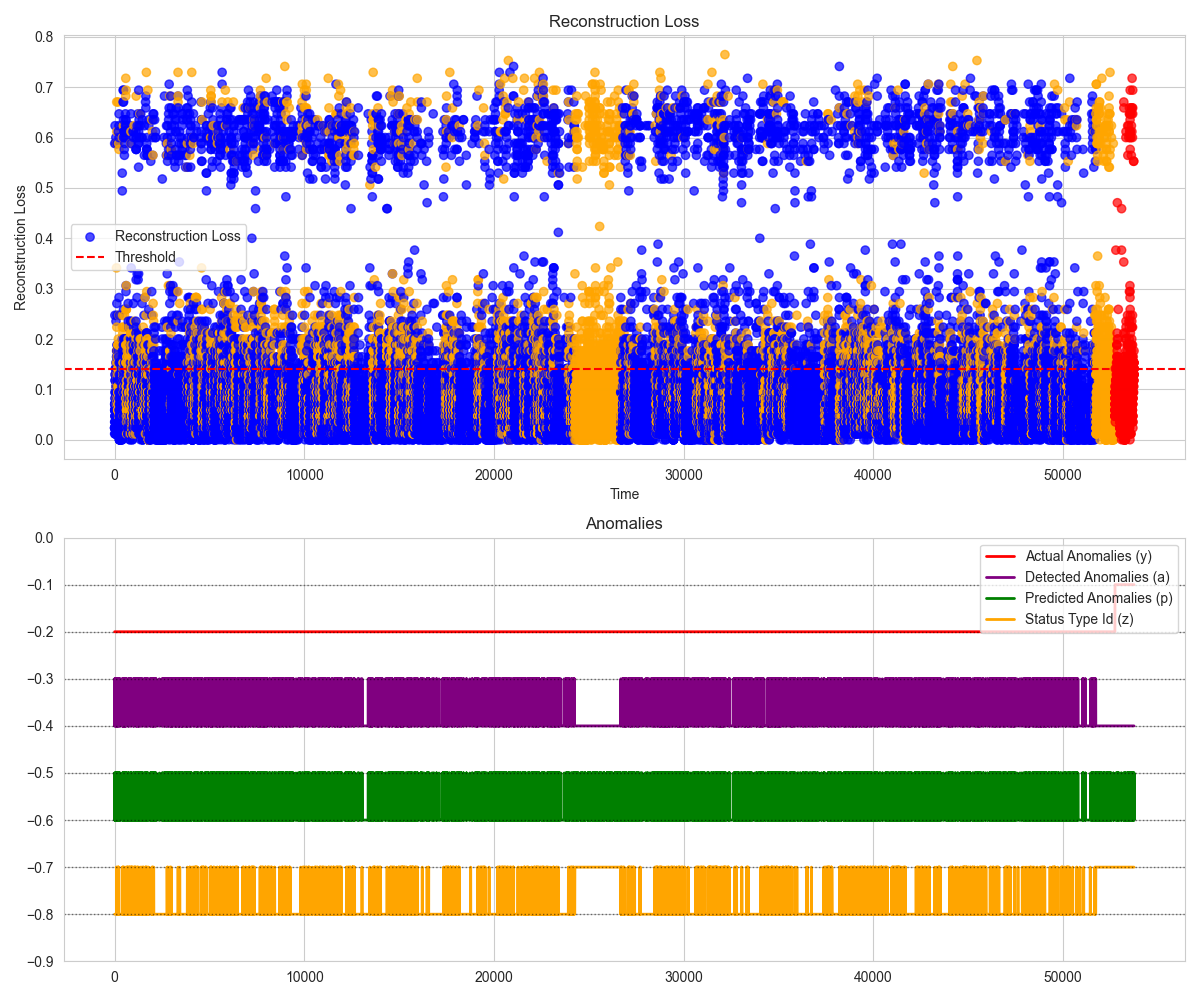 Reconstruction Loss
0.8
0.7
0.6
0.5
0.4
0.3
0.2
0.1
0.0
Reconstruction Loss
Reconstruction Loss
Threshold
0 10000 20000 30000 40000 50000
Time
Anomalies
0.0
−0.1
−0.2
−0.3
−0.4
−0.5
−0.6
−0.7
−0.8
−0.9
Actual Anomalies (y)
Detected Anomalies (a)
Predicted Anomalies (p)
Status Type Id (z)
0 10000 20000 30000 40000 50000